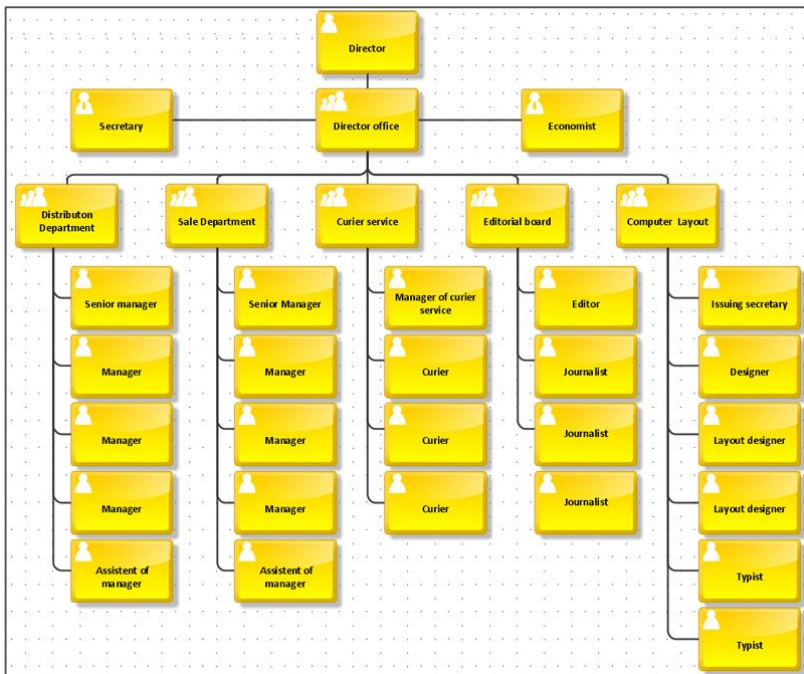 Director
Secretary
Director office
Economist
Distributon
Department
Sale Department
Curier service
Editorial board
Computer Layout
Senior manager
Manager
Manager
Manager
Assistent of
manager
Senior Manager
Manager
Manager
Manager
Assistent of
manager
Manager of curier
service
Curier
Curier
Curier
Editor
Journalist
Journalist
Journalist
Issuing secretary
Designer
Layout designer
Layout designer
Typist
Typist